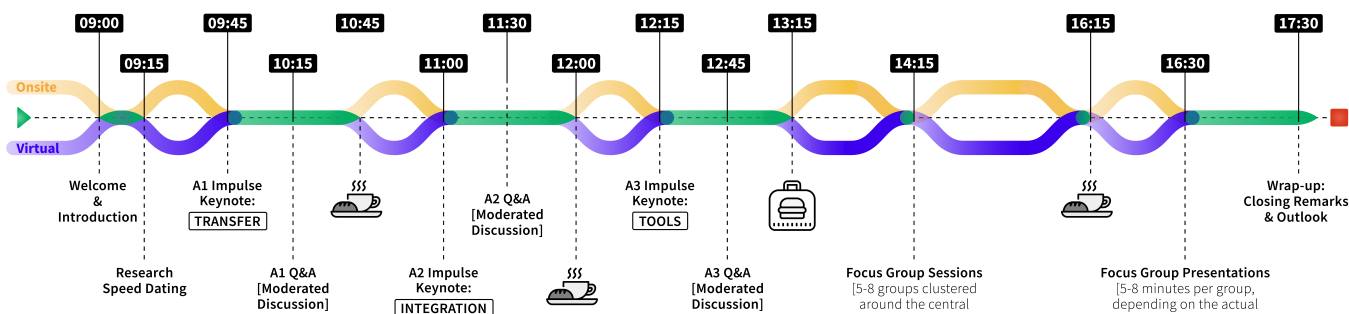 09:00
09:45
10:45
11:30
12:15
13:15
16:15
17:30
09:15
10:15
11:00
12:00
12:45
14:15
16:30
Onsite
Virtual
Welcome
&
Introduction
A1 Impulse
Keynote:
TRANSFER
A2 Q&A
[Moderated
Discussion]
A3 Impulse
Keynote:
TOOLS
Wrap-up:
Closing Remarks
& Outlook
Research
Speed Dating
A1 Q&A
[Moderated
Discussion]
A2 Impulse
Keynote:
INTEGRATION
A3 Q&A
[Moderated
Discussion]
Focus Group Sessions
[5-8 groups clustered
around the central
Focus Group Presentations
[5-8 minutes per group,
depending on the actual